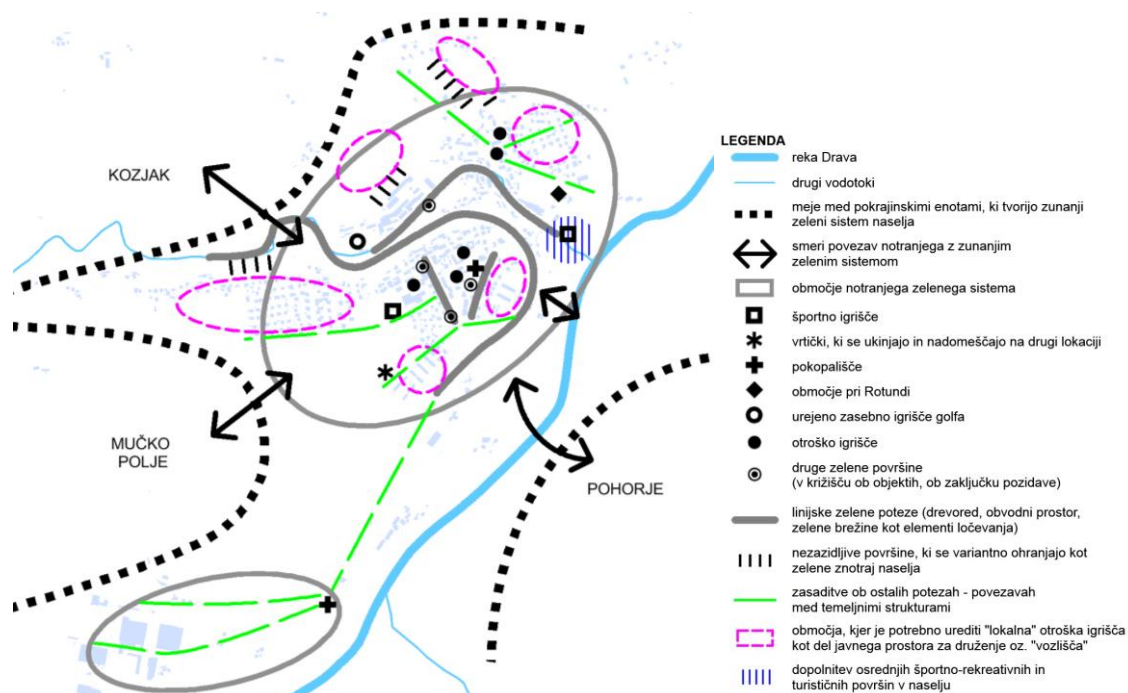 KOZJAK
MUČKO
POLJE
POHORJE
LEGENDA
reka Drava
drugi vodotoki
meje med pokrajinskimi enotami, ki tvorijo zunanji
zeleni sistem naselja
smeri povezav notranjega z zunanjim
zelenim sistemom
območje notranjega zelenega sistema
športno igrišče
vrtički, ki se ukinjajo in nadomeščajo na drugi lokaciji
pokopališče
območje pri Rotundi
urejeno zasebno igrišče golfa
otroško igrišče
druge zelene površine
(v križišču ob objektih, ob zaključku pozidave)
linijske zelene poteze (drevored, obvodni prostor,
zelene brežine kot elementi ločevanja)
nezazidljive površine, ki se variantno ohranjajo kot
zelene znotraj naselja
zasaditve ob ostalih potezah - povezavah
med temeljnimi strukturami
območja, kjer je potrebno urediti "lokalna" otroška igrišča
kot del javnega prostora za druženje oz. "vozlišča"
dopolnitev osrednjih športno-rekreativnih in
turističnih površin v naselju